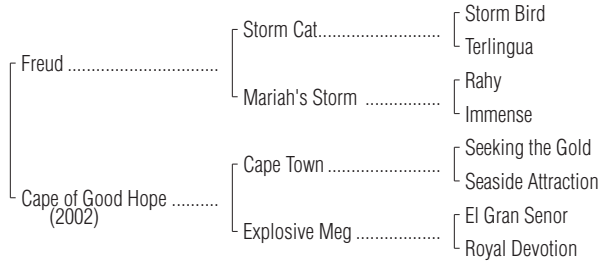 Storm Bird
Storm Cat..........................
Terlingua
Freud ................................
Rahy
Mariah's Storm ................
Immense
Seeking the Gold
Cape Town ........................
Seaside Attraction
Cape of Good Hope ..........
(2002)
El Gran Senor
Explosive Meg ..................
Royal Devotion